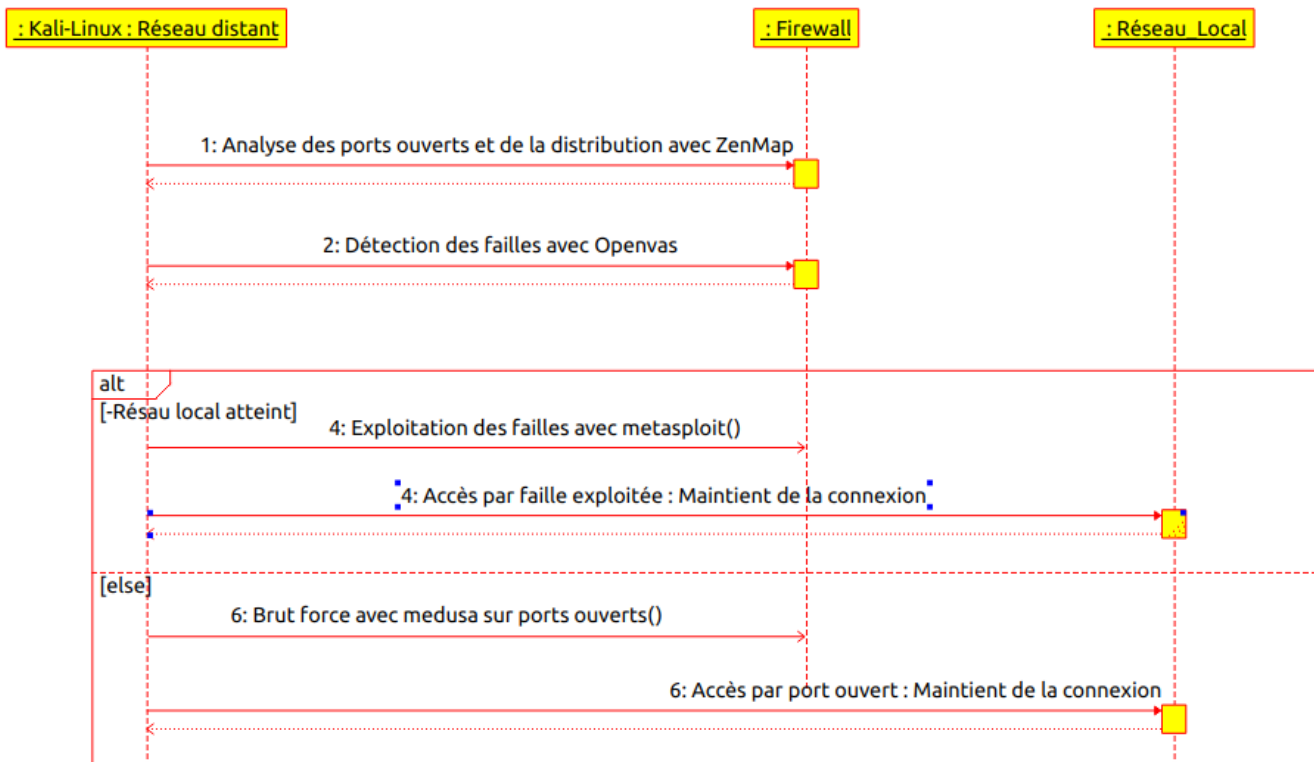 : Kali-Linux : Réseau distant
: Firewall
: Réseau_Local
1: Analyse des ports ouverts et de la distribution avec ZenMap
2: Détection des failles avec Openvas
alt
[-Résau local atteint]
4: Exploitation des failles avec metasploit()
4: Accès par faille exploitée : Maintient de la connexion
[else]
6: Brut force avec medusa sur ports ouverts()
6: Accès par port ouvert : Maintient de la connexion